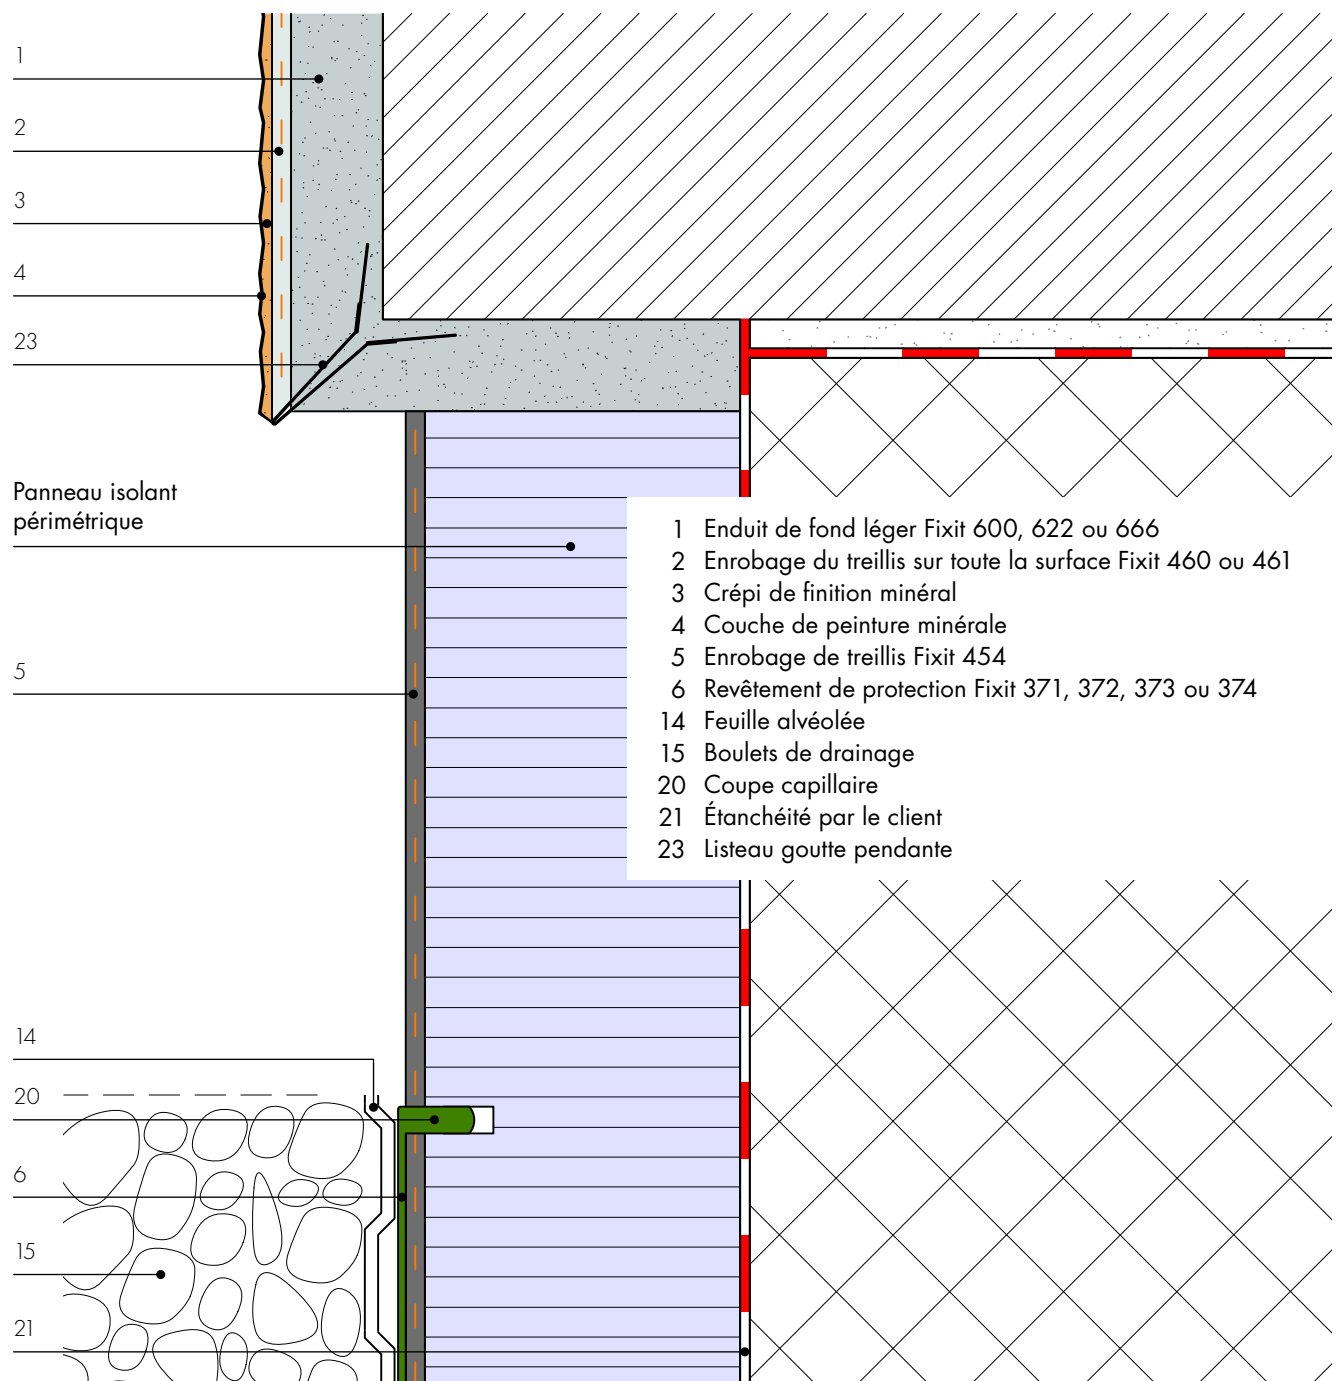 1
2
3
4
23
Panneau isolant
périmétrique
5
14
20
6
15
21
1 Enduit de fond léger Fixit 600, 622 ou 666
2 Enrobage du treillis sur toute la surface Fixit 460 ou 461
3 Crépi de finition minéral
4 Couche de peinture minérale
5 Enrobage de treillis Fixit 454
6 Revêtement de protection Fixit 371, 372, 373 ou 374
14 Feuille alvéolée
15 Boulets de drainage
20 Coupe capillaire
21 Étanchéité par le client
23 Listeau goutte pendante